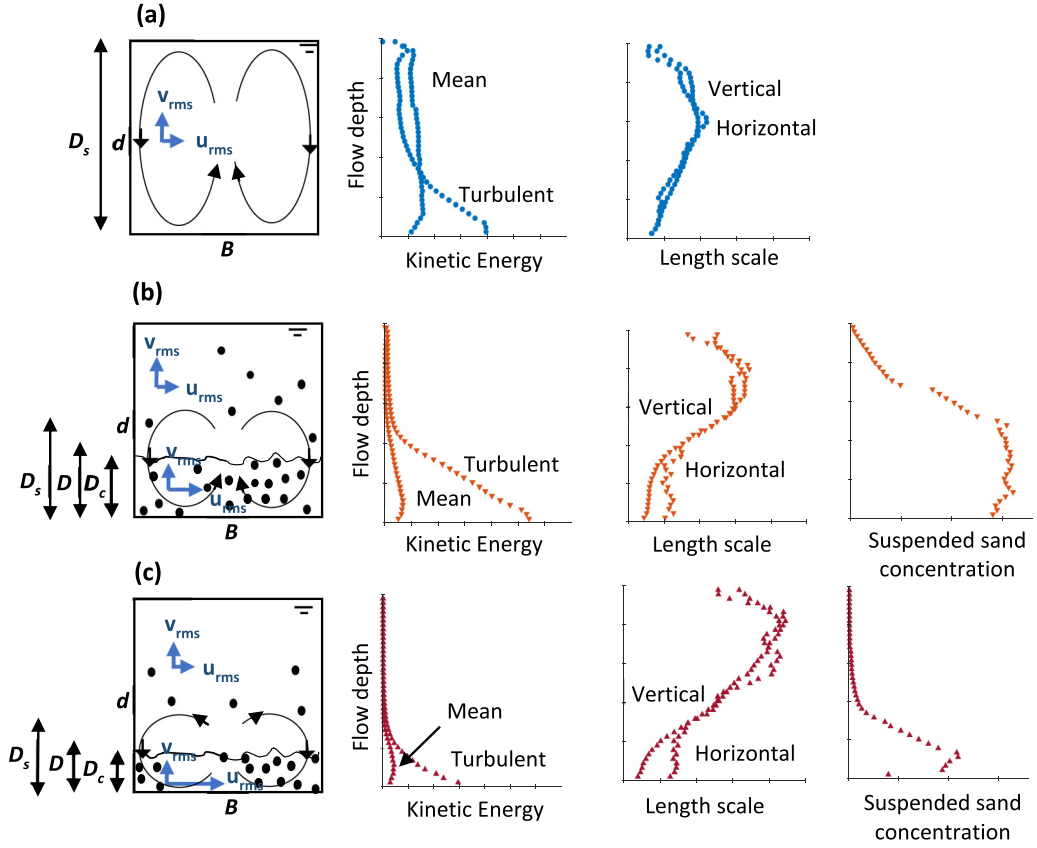 (a)
v_rms
u_rms
D_s
d
B
Flow depth
Mean
Turbulent
Kinetic Energy
Vertical
Horizontal
Length scale
(b)
v_rms
u_rms
d
v_rms
u_rms
D_s
D
D_c
B
Flow depth
Turbulent
Mean
Kinetic Energy
Vertical
Horizontal
Length scale
Suspended sand
concentration
(c)
v_rms
u_rms
d
v_rms
u_rms
D_s
D
D_c
B
Flow depth
Mean
Turbulent
Kinetic Energy
Vertical
Horizontal
Length scale
Suspended sand
concentration